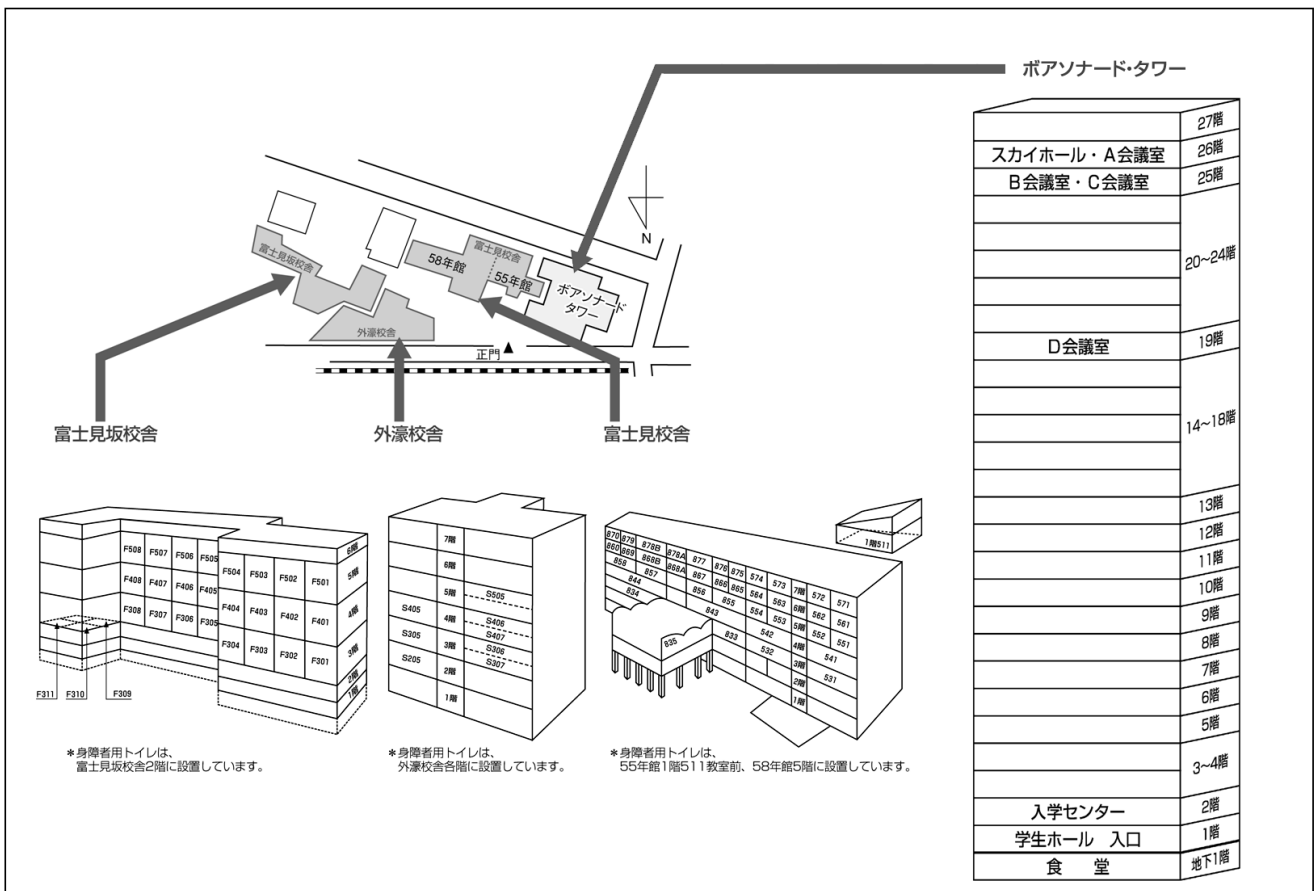 ボアソナード・タワー
27階
スカイホール・A会議室 26階
B会議室・C会議室 25階
20~24階
D会議室 19階
14~18階
13階
12階
11階
10階
9階
8階
7階
6階
5階
3~4階
入学センター 2階
学生ホール 入口 1階
食 堂 地下1階
N
富士見坂校舎
58年館
富士見校舎
55年館
ボアソナード
タワー
外濠校舎
正門
富士見坂校舎
外濠校舎
富士見校舎
6階
F508 F507 F506 F505 F504 F503 F502 F501 5階
F408 F407 F406 F405 F404 F403 F402 F401 4階
F308 F307 F306 F305 F304 F303 F302 F301 3階
2階
1階
F311 F310 F309
*身障者用トイレは、
富士見坂校舎2階に設置しています。
7階
6階
5階 S505
S405 4階 S406
S407
S305 3階 S306
S307
S205 2階
1階
*身障者用トイレは、
外濠校舎各階に設置しています。
1階511
870 879 878B 878A 877 876 875 574 573 7階 572 571
860 869 868B 868A 867 866 865 564 563 6階 562 561
858 857 856 855 554 553 5階 552 551
844 843 542 4階 541
834 835 833 532 3階 531
2階
1階
*身障者用トイレは、
55年館1階511教室前、58年館5階に設置しています。